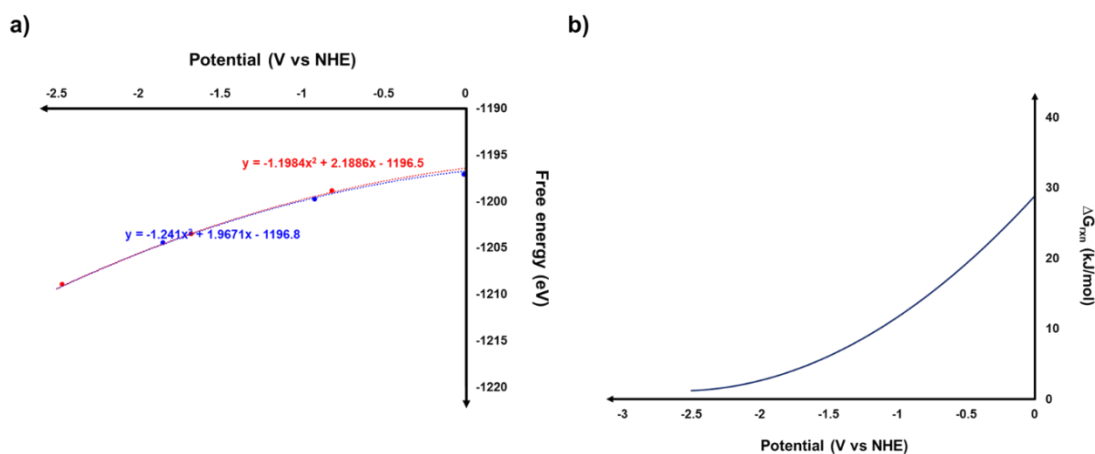 a)
Potential (V vs NHE)
-2.5 -2 -1.5 -1 -0.5 0
-1190
-1195
-1200
-1205
-1210
-1215
-1220
Free energy (eV)
y = -1.1984x² + 2.1886x - 1196.5
y = -1.241x² + 1.9671x - 1196.8
b)
40
30
20
10
0
ΔGrxn (kJ/mol)
-3 -2.5 -2 -1.5 -1 -0.5 0
Potential (V vs NHE)